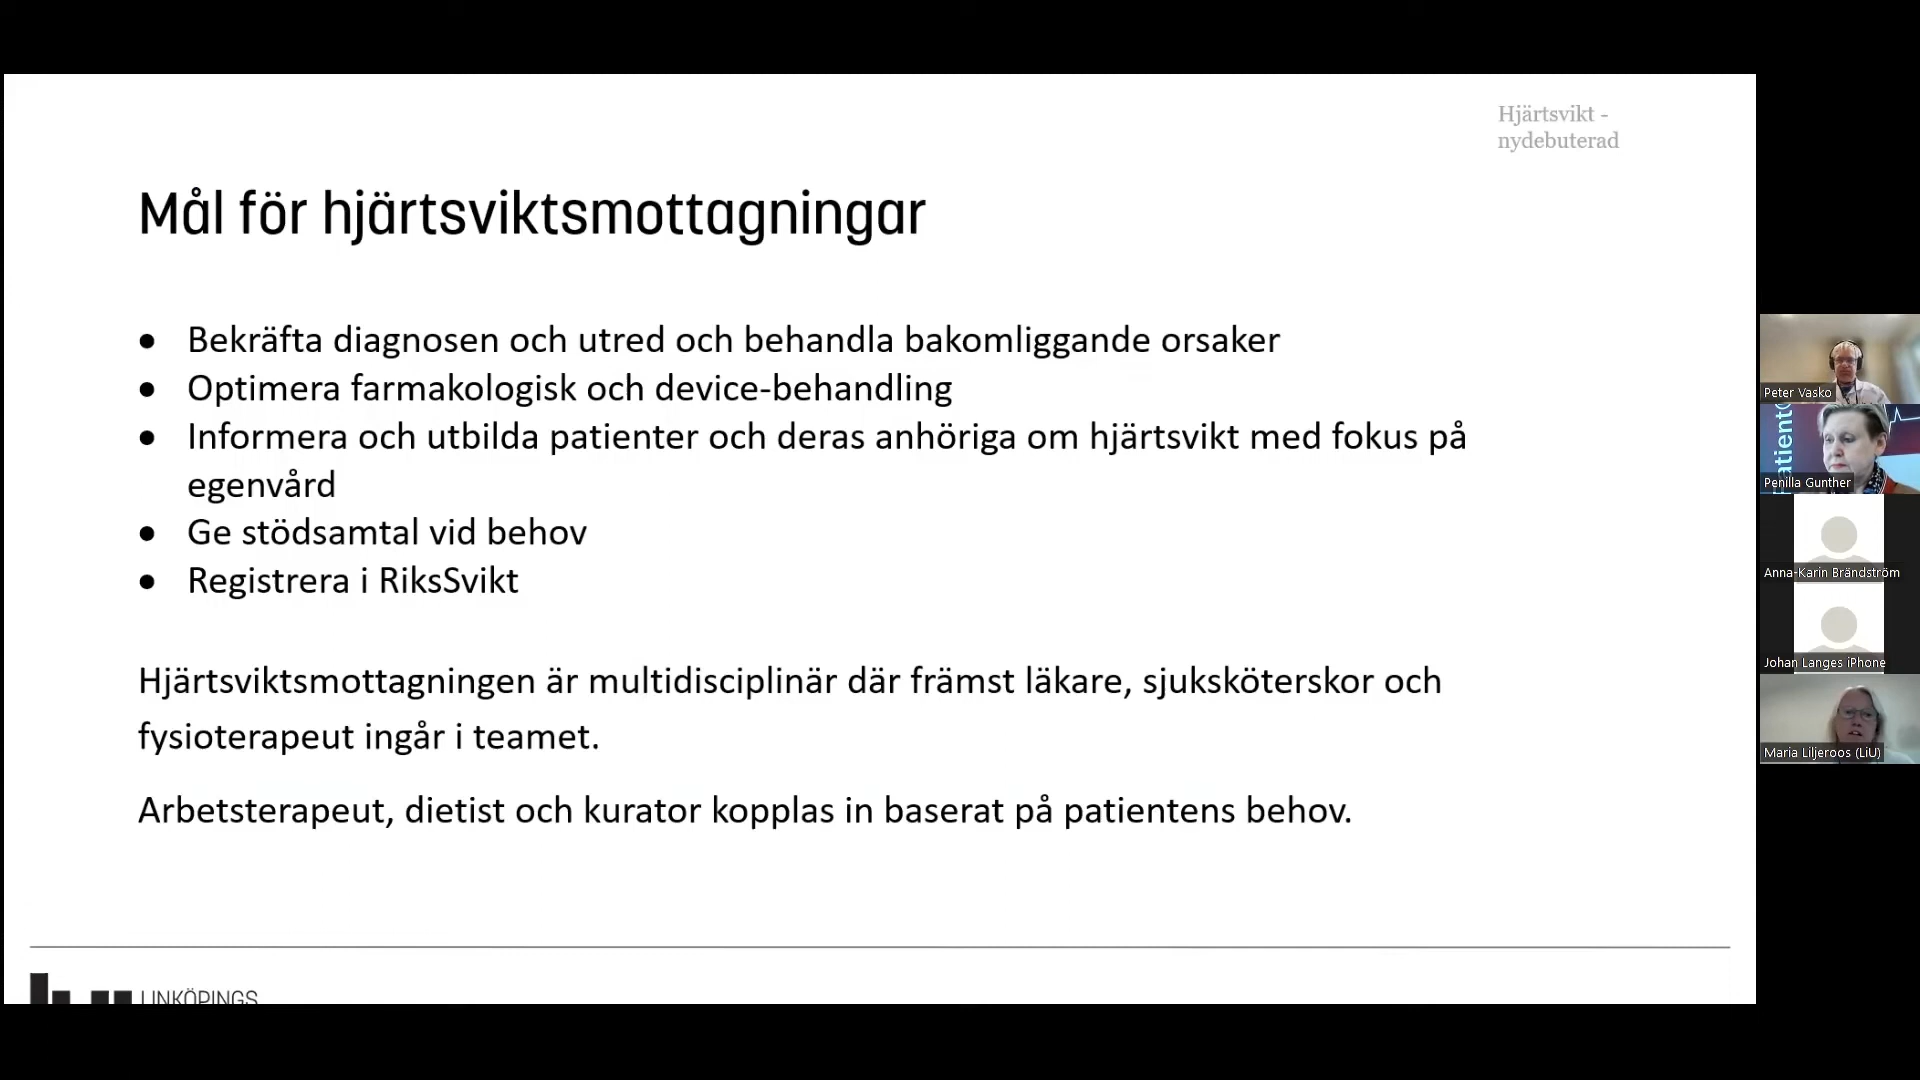 Hjärtsvikt -
nydebuterad
Mål för hjärtsviktsmottagningar
• Bekräfta diagnosen och utred och behandla bakomliggande orsaker
• Optimera farmakologisk och device-behandling
• Informera och utbilda patienter och deras anhöriga om hjärtsvikt med fokus på
egenvård
• Ge stödsamtal vid behov
• Registrera i RiksSvikt
Hjärtsviktsmottagningen är multidisciplinär där främst läkare, sjuksköterskor och
fysioterapeut ingår i teamet.
Arbetsterapeut, dietist och kurator kopplas in baserat på patientens behov.
LINKÖPINGS
Peter Vasko
Penilla Gunther
Anna-Karin Brändström
Johan Langes iPhone
Maria Liljeroos (LiU)